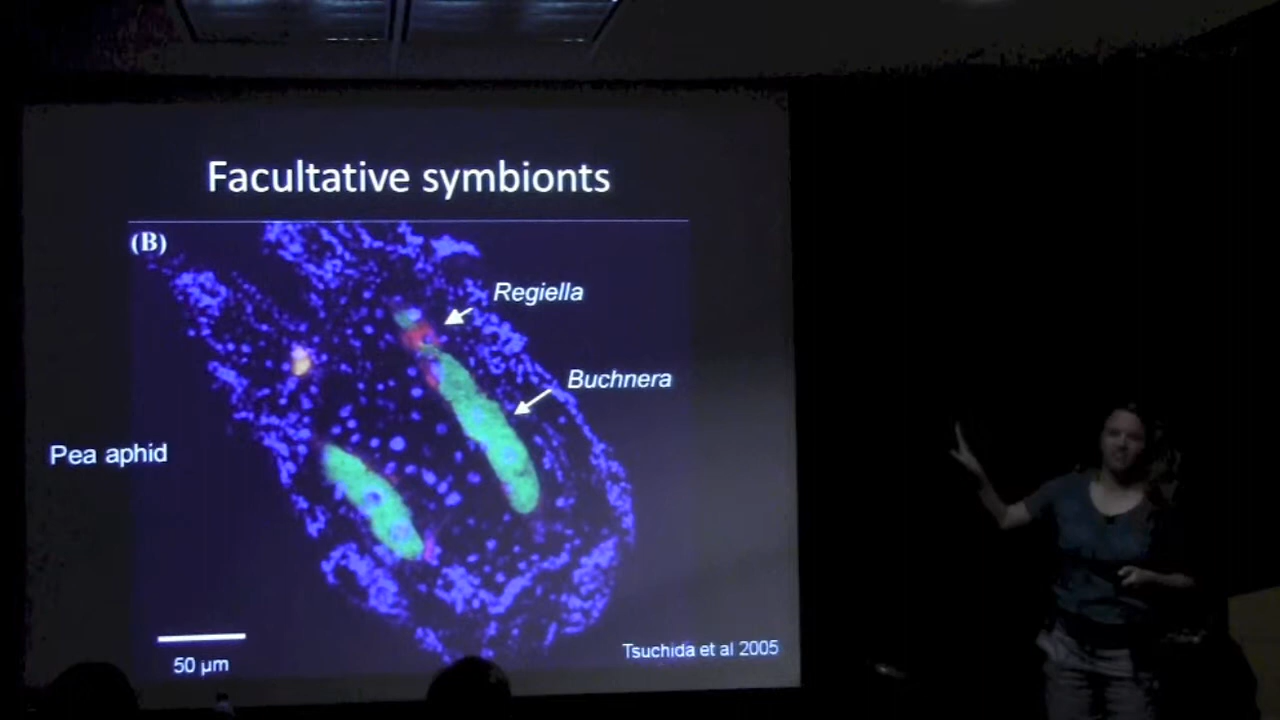 Facultative symbionts
(B)
Regiella
Buchnera
Pea aphid
50 µm
Tsuchida et al 2005